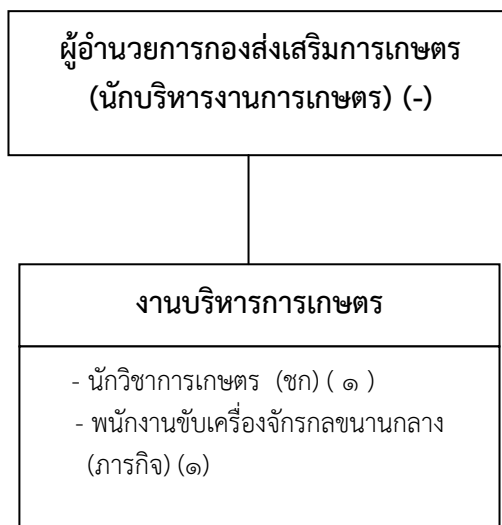 ผู้อำนวยการกองส่งเสริมการเกษตร
(นักบริหารงานการเกษตร) (-)
งานบริหารการเกษตร
- นักวิชาการเกษตร (ชก) ( ๑ )
- พนักงานขับเครื่องจักรกลขนานกลาง
(ภารกิจ) (๑)